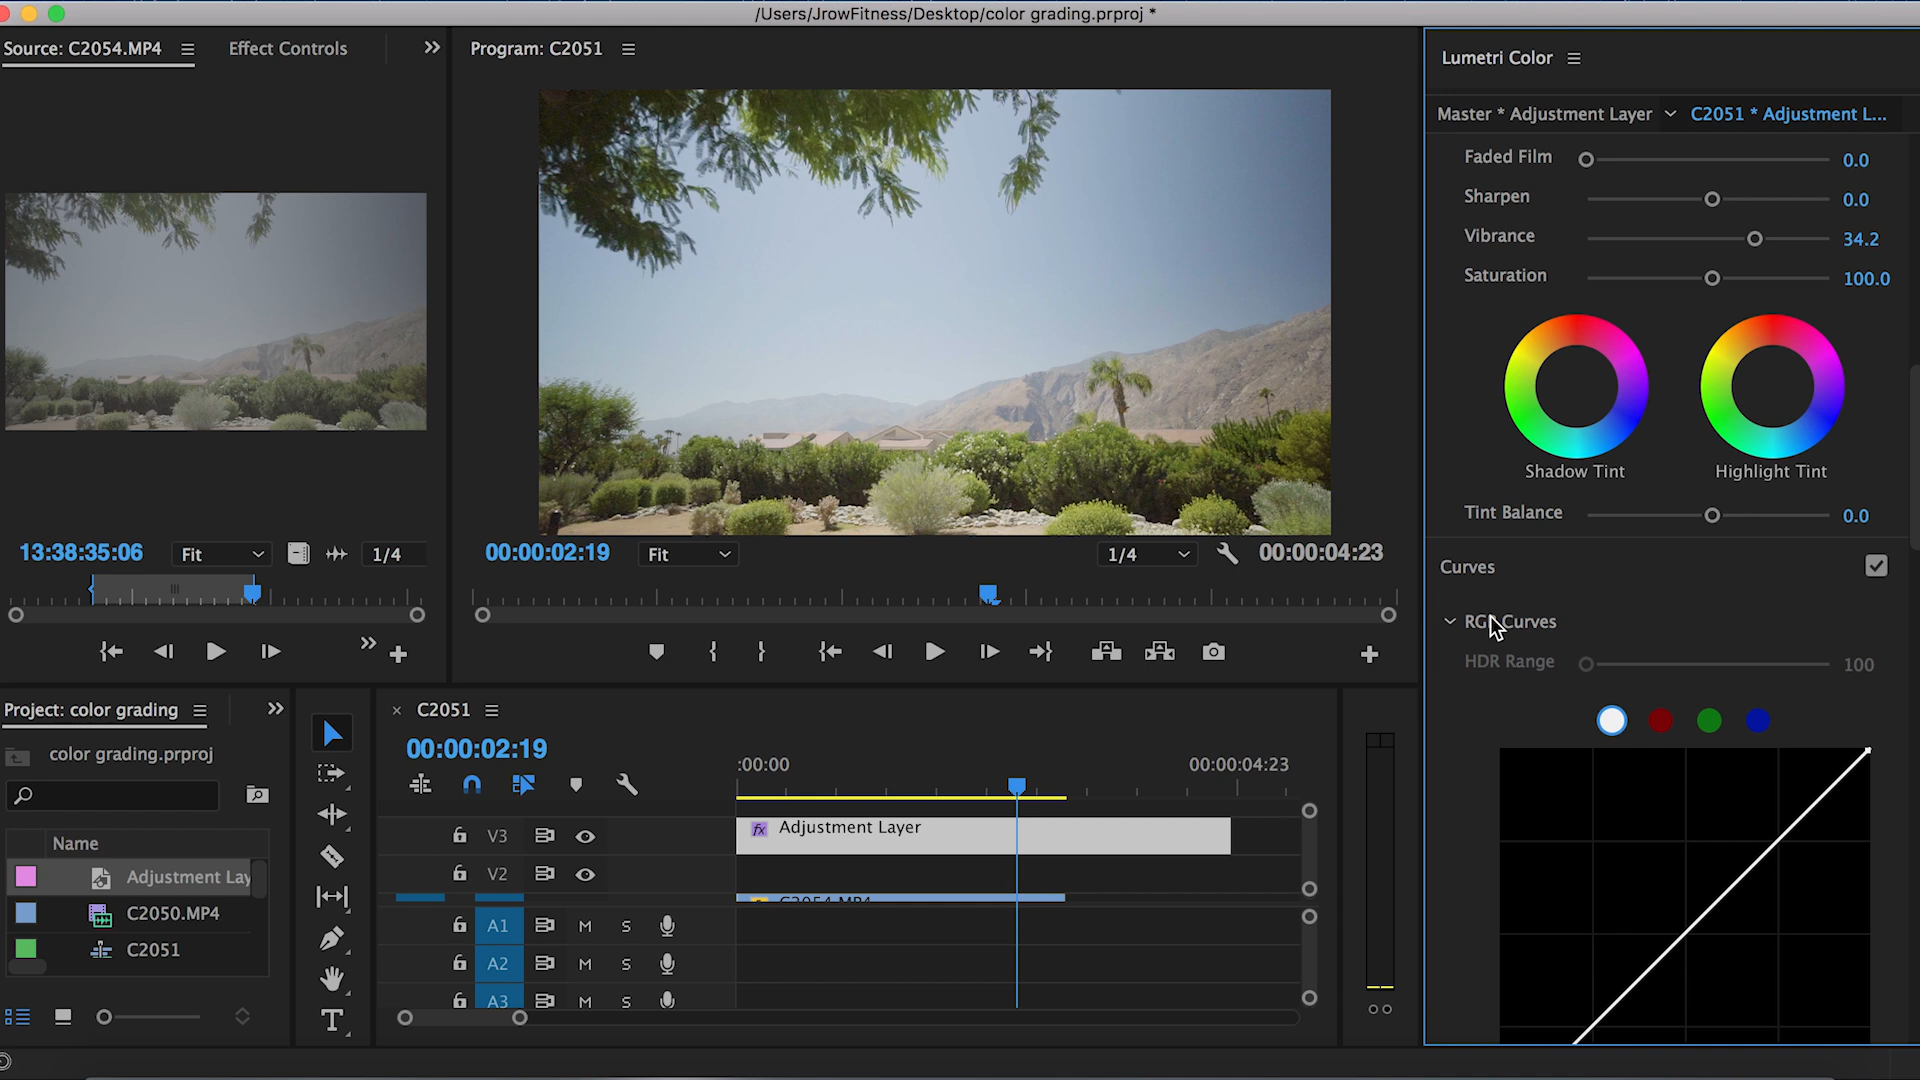 /Users/JrowFitness/Desktop/color grading.prproj *
Source: C2054.MP4
Effect Controls
Program: C2051
Lumetri Color
Master * Adjustment Layer
C2051 * Adjustment L...
Faded Film
0.0
Sharpen
0.0
Vibrance
34.2
Saturation
100.0
Shadow Tint
Highlight Tint
Tint Balance
0.0
Curves
RGB Curves
HDR Range
100
13:38:35:06
Fit
1/4
00:00:02:19
Fit
1/4
00:00:04:23
Project: color grading
color grading.prproj
Name
Adjustment Lay
C2050.MP4
C2051
T
× C2051
00:00:02:19
:00:00
00:00:04:23
V3
fx Adjustment Layer
V2
C2054.MP4
A1 M S
A2 M S
A3 M S